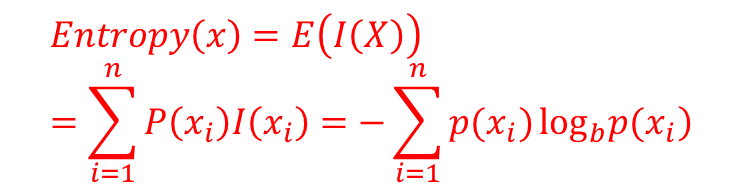 Entropy(x) = E(I(X))
= ∑_{i=1}^{n} P(x_i)I(x_i) = − ∑_{i=1}^{n} p(x_i) log_b p(x_i)